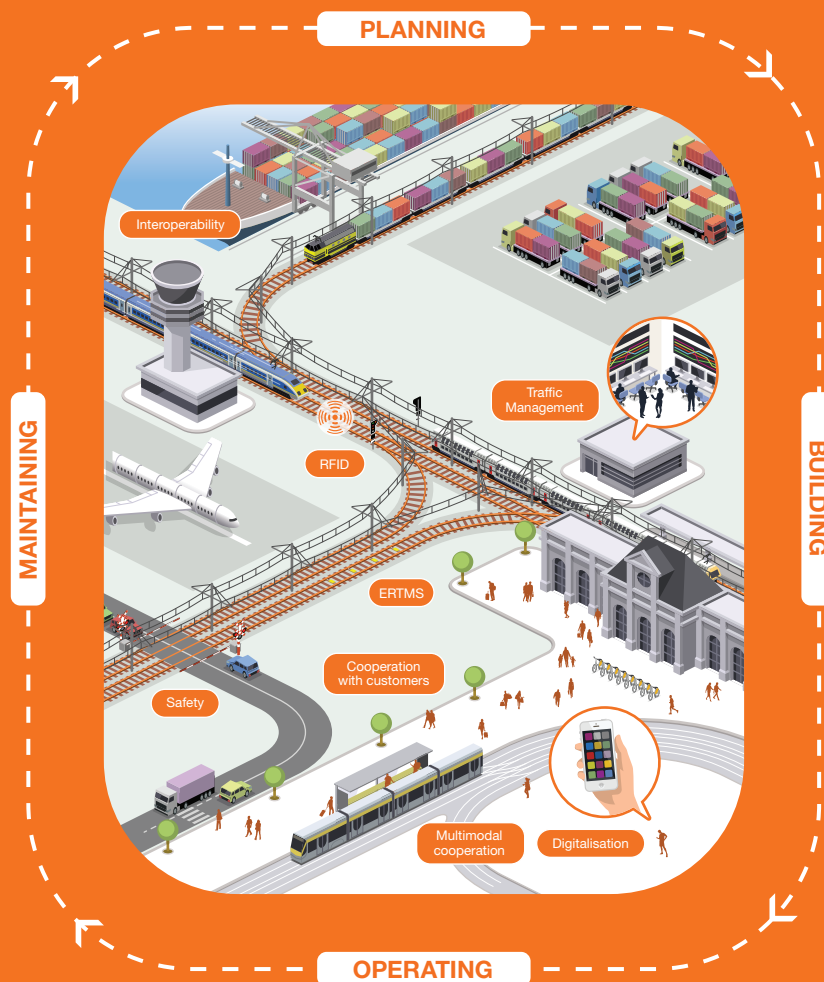 PLANNING
Interoperability
Traffic
Management
RFID
MAINTAINING
BUILDING
ERTMS
Cooperation
with customers
Safety
Multimodal
cooperation
Digitalisation
OPERATING